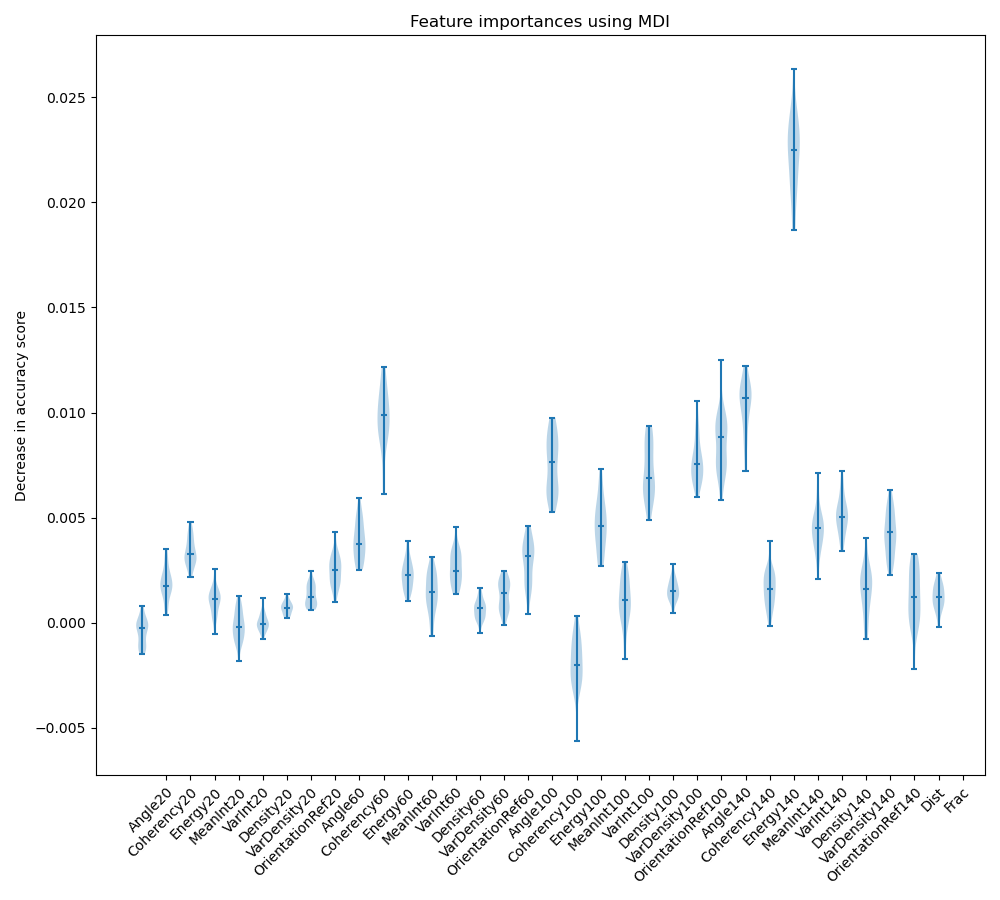 Feature importances using MDI
Decrease in accuracy score
0.025
0.020
0.015
0.010
0.005
0.000
−0.005
Angle20
Coherency20
Energy20
MeanInt20
VarInt20
Density20
VarDensity20
OrientationRef20
Angle60
Coherency60
Energy60
MeanInt60
VarInt60
Density60
VarDensity60
OrientationRef60
Angle100
Coherency100
Energy100
MeanInt100
VarInt100
Density100
VarDensity100
OrientationRef100
Angle140
Coherency140
Energy140
MeanInt140
VarInt140
Density140
VarDensity140
OrientationRef140
Dist
Frac